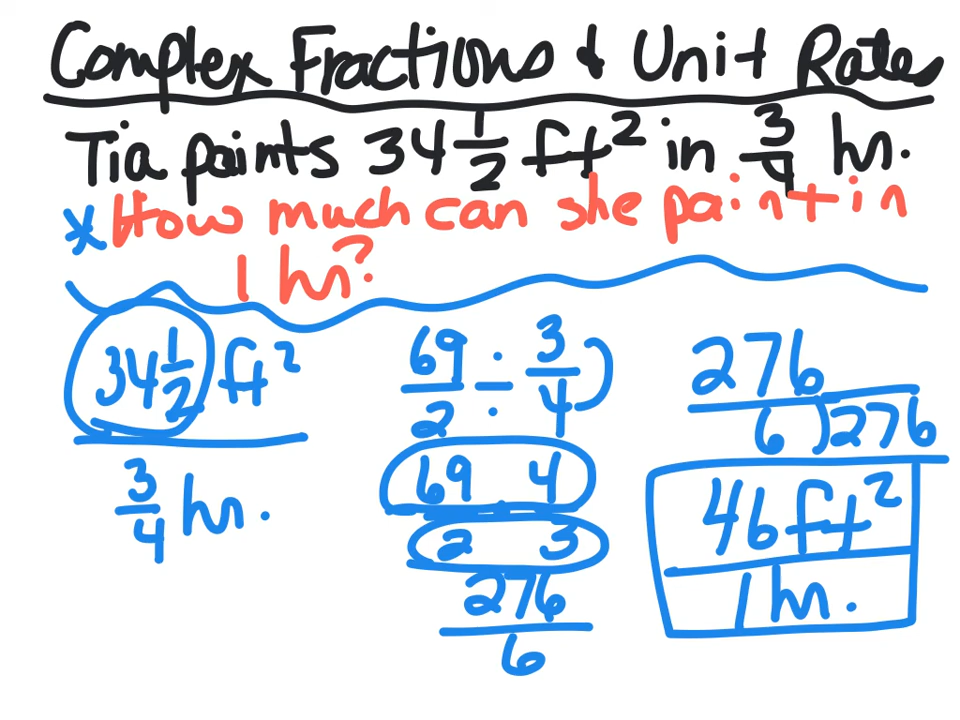 Complex Fractions & Unit Rates
Tia paints 34 1/2 ft² in 3/4 hr.
*How much can she paint in
1 hr?
34 1/2 ft²
3/4 hr.
69/2 ÷ 3/4
69 · 4
2 · 3
276
6
276
6)276
46 ft²
1 hr.